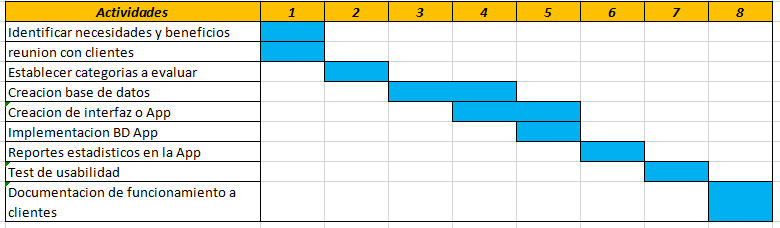 Actividades 1 2 3 4 5 6 7 8
Identificar necesidades y beneficios
reunion con clientes
Establecer categorias a evaluar
Creacion base de datos
Creacion de interfaz o App
Implementacion BD App
Reportes estadisticos en la App
Test de usabilidad
Documentacion de funcionamiento a
clientes